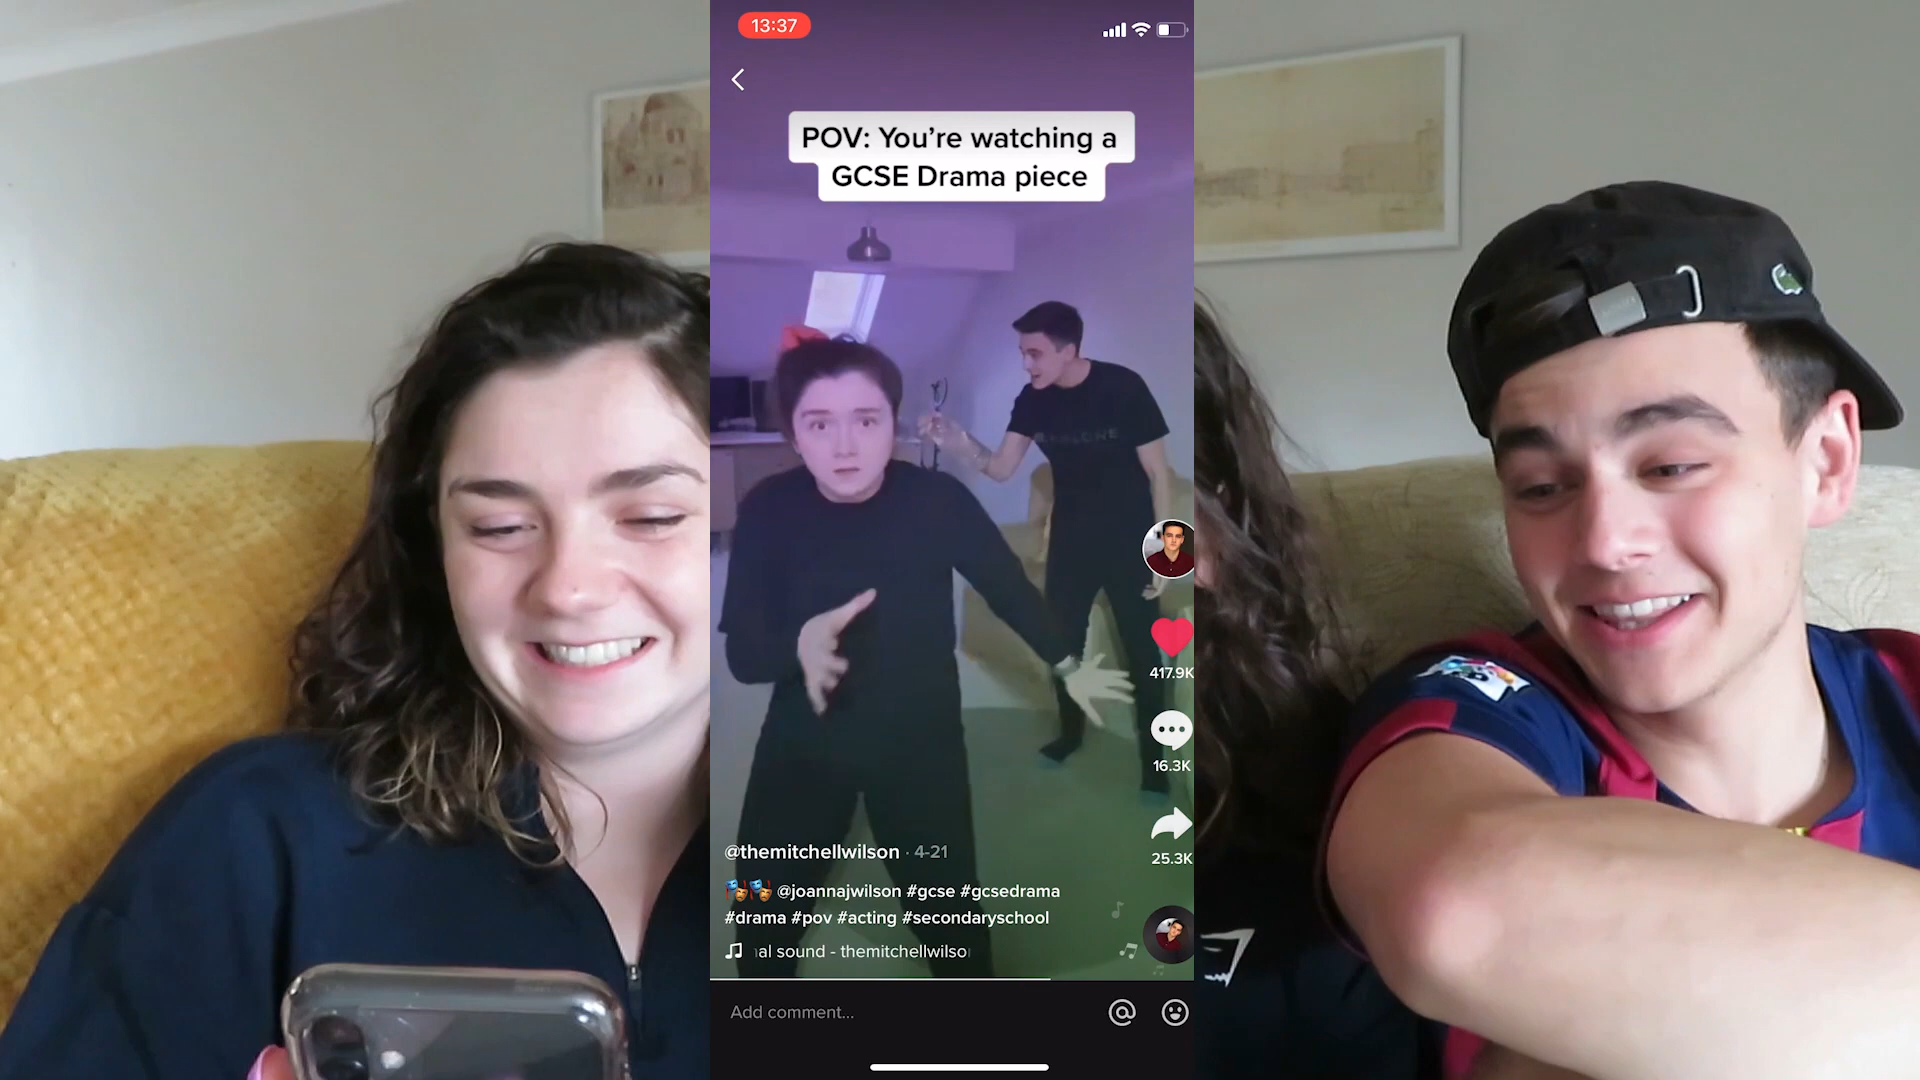 13:37
POV: You’re watching a
GCSE Drama piece
417.9K
16.3K
25.3K
@themitchellwilson · 4-21
@joannajwilson #gcse #gcsedrama
#drama #pov #acting #secondaryschool
al sound - themitchellwilso
Add comment...